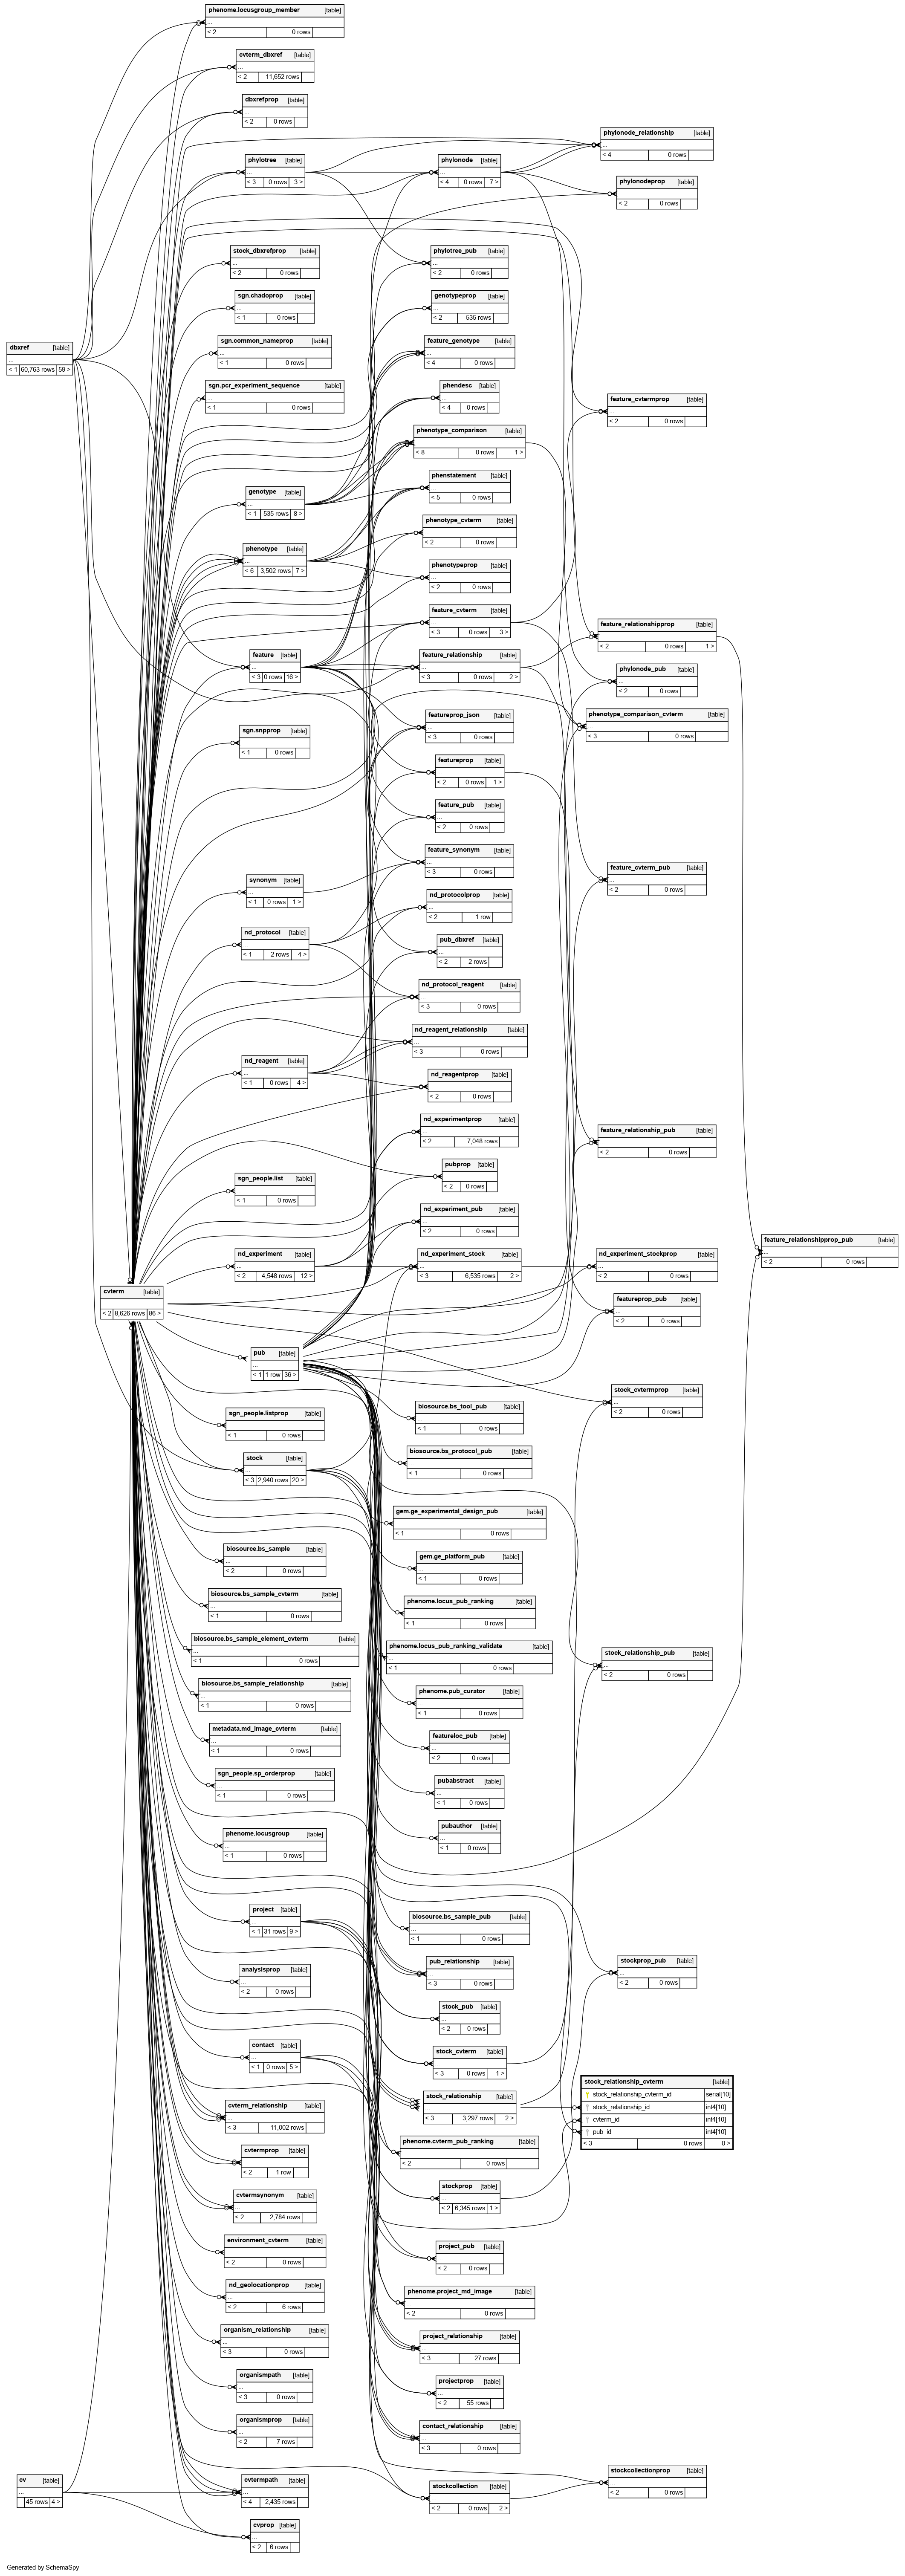 phenome.locusgroup_member [table]
...
< 2 0 rows
cvterm_dbxref [table]
...
< 2 11,652 rows
dbxrefprop [table]
...
< 2 0 rows
phylonode_relationship [table]
...
< 4 0 rows
phylotree [table]
...
< 3 0 rows 3 >
phylonode [table]
...
< 4 0 rows 7 >
phylonodeprop [table]
...
< 2 0 rows
stock_dbxrefprop [table]
...
< 2 0 rows
phylotree_pub [table]
...
< 2 0 rows
sgn.chadoprop [table]
...
< 1 0 rows
genotypeprop [table]
...
< 2 535 rows
sgn.common_nameprop [table]
...
< 1 0 rows
feature_genotype [table]
...
< 4 0 rows
dbxref [table]
...
< 1 60,763 rows 59 >
sgn.pcr_experiment_sequence [table]
...
< 1 0 rows
phendesc [table]
...
< 4 0 rows
feature_cvtermprop [table]
...
< 2 0 rows
phenotype_comparison [table]
...
< 8 0 rows 1 >
phenstatement [table]
...
< 5 0 rows
genotype [table]
...
< 1 535 rows 8 >
phenotype_cvterm [table]
...
< 2 0 rows
phenotype [table]
...
< 6 3,502 rows 7 >
phenotypeprop [table]
...
< 2 0 rows
feature_cvterm [table]
...
< 3 0 rows 3 >
feature_relationshipprop [table]
...
< 2 0 rows 1 >
feature [table]
...
< 3 0 rows 16 >
feature_relationship [table]
...
< 3 0 rows 2 >
phylonode_pub [table]
...
< 2 0 rows
featureprop_json [table]
...
< 3 0 rows
phenotype_comparison_cvterm [table]
...
< 3 0 rows
sgn.snpprop [table]
...
< 1 0 rows
featureprop [table]
...
< 2 0 rows 1 >
feature_pub [table]
...
< 2 0 rows
feature_synonym [table]
...
< 3 0 rows
feature_cvterm_pub [table]
...
< 2 0 rows
synonym [table]
...
< 1 0 rows 1 >
nd_protocolprop [table]
...
< 2 1 row
nd_protocol [table]
...
< 1 2 rows 4 >
pub_dbxref [table]
...
< 2 2 rows
nd_protocol_reagent [table]
...
< 3 0 rows
nd_reagent_relationship [table]
...
< 3 0 rows
nd_reagent [table]
...
< 1 0 rows 4 >
nd_reagentprop [table]
...
< 2 0 rows
nd_experimentprop [table]
...
< 2 7,048 rows
feature_relationship_pub [table]
...
< 2 0 rows
pubprop [table]
...
< 2 0 rows
sgn_people.list [table]
...
< 1 0 rows
nd_experiment_pub [table]
...
< 2 0 rows
feature_relationshipprop_pub [table]
...
< 2 0 rows
nd_experiment [table]
...
< 2 4,548 rows 12 >
nd_experiment_stock [table]
...
< 3 6,535 rows 2 >
nd_experiment_stockprop [table]
...
< 2 0 rows
cvterm [table]
...
< 2 8,626 rows 86 >
featureprop_pub [table]
...
< 2 0 rows
pub [table]
...
< 1 1 row 36 >
stock_cvtermprop [table]
...
< 2 0 rows
biosource.bs_tool_pub [table]
...
< 1 0 rows
sgn_people.listprop [table]
...
< 1 0 rows
biosource.bs_protocol_pub [table]
...
< 1 0 rows
stock [table]
...
< 3 2,940 rows 20 >
gem.ge_experimental_design_pub [table]
...
< 1 0 rows
biosource.bs_sample [table]
...
< 2 0 rows
gem.ge_platform_pub [table]
...
< 1 0 rows
biosource.bs_sample_cvterm [table]
...
< 1 0 rows
phenome.locus_pub_ranking [table]
...
< 1 0 rows
biosource.bs_sample_element_cvterm [table]
...
< 1 0 rows
phenome.locus_pub_ranking_validate [table]
...
< 1 0 rows
stock_relationship_pub [table]
...
< 2 0 rows
biosource.bs_sample_relationship [table]
...
< 1 0 rows
phenome.pub_curator [table]
...
< 1 0 rows
metadata.md_image_cvterm [table]
...
< 1 0 rows
featureloc_pub [table]
...
< 2 0 rows
sgn_people.sp_orderprop [table]
...
< 1 0 rows
pubabstract [table]
...
< 1 0 rows
phenome.locusgroup [table]
...
< 1 0 rows
pubauthor [table]
...
< 1 0 rows
project [table]
...
< 1 31 rows 9 >
biosource.bs_sample_pub [table]
...
< 1 0 rows
analysisprop [table]
...
< 2 0 rows
pub_relationship [table]
...
< 3 0 rows
stockprop_pub [table]
...
< 2 0 rows
stock_pub [table]
...
< 2 0 rows
contact [table]
...
< 1 0 rows 5 >
stock_cvterm [table]
...
< 3 0 rows 1 >
stock_relationship_cvterm [table]
stock_relationship_cvterm_id serial[10]
stock_relationship_id int4[10]
cvterm_id int4[10]
pub_id int4[10]
< 3 0 rows 0 >
cvterm_relationship [table]
...
< 3 11,002 rows
stock_relationship [table]
...
< 3 3,297 rows 2 >
cvtermprop [table]
...
< 2 1 row
phenome.cvterm_pub_ranking [table]
...
< 2 0 rows
cvtermsynonym [table]
...
< 2 2,784 rows
stockprop [table]
...
< 2 6,345 rows 1 >
environment_cvterm [table]
...
< 2 0 rows
project_pub [table]
...
< 2 0 rows
nd_geolocationprop [table]
...
< 2 6 rows
phenome.project_md_image [table]
...
< 2 0 rows
organism_relationship [table]
...
< 3 0 rows
project_relationship [table]
...
< 3 27 rows
organismpath [table]
...
< 3 0 rows
projectprop [table]
...
< 2 55 rows
organismprop [table]
...
< 2 7 rows
contact_relationship [table]
...
< 3 0 rows
cv [table]
...
45 rows 4 >
cvtermpath [table]
...
< 4 2,435 rows
stockcollection [table]
...
< 2 0 rows 2 >
stockcollectionprop [table]
...
< 2 0 rows
cvprop [table]
...
< 2 6 rows
Generated by SchemaSpy